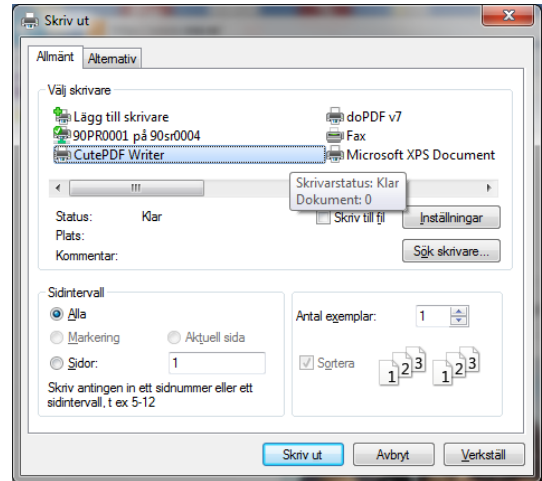 Skriv ut
Allmänt Alternativ
Välj skrivare
Lägg till skrivare doPDF v7
90PR0001 på 90sr0004 Fax
CutePDF Writer Microsoft XPS Document
Skrivarstatus: Klar
Dokument: 0
Status: Klar Skriv till fil Inställningar
Plats:
Kommentar: Sök skrivare...
Sidintervall
Alla Antal exemplar: 1
Markering Aktuell sida
Sidor: 1 Sortera 1 2 3 1 2 3
Skriv antingen in ett sidnummer eller ett
sidintervall, t ex 5-12
Skriv ut Avbryt Verkställ